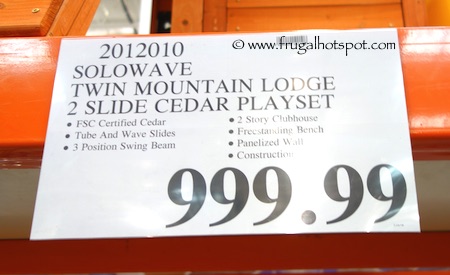 www.frugalhotspot.com
2012010
SOLOWAVE
TWIN MOUNTAIN LODGE
2 SLIDE CEDAR PLAYSET
• FSC Certified Cedar
• Tube And Wave Slides
• 3 Position Swing Beam
• 2 Story Clubhouse
• Freestanding Bench
• Panelized Wall
• Construction
999.99